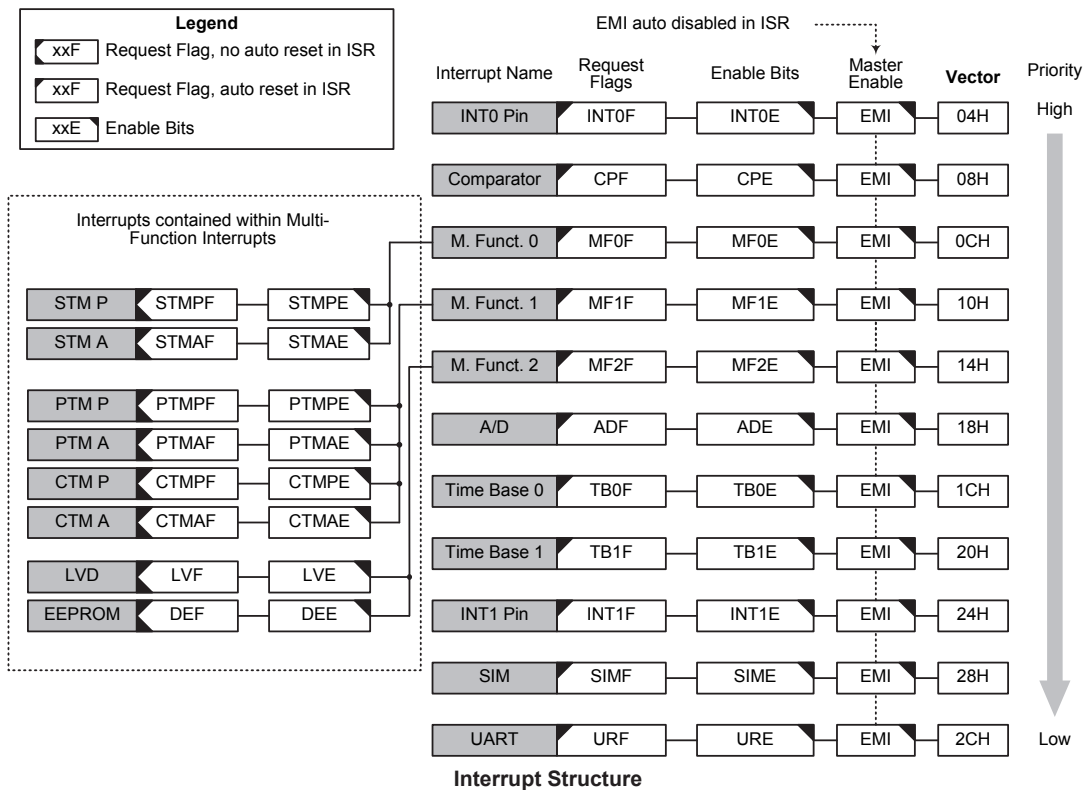 Legend
xxF Request Flag, no auto reset in ISR
xxF Request Flag, auto reset in ISR
xxE Enable Bits
EMI auto disabled in ISR
Interrupt Name Request Flags Enable Bits Master Enable Vector Priority
INT0 Pin INT0F INT0E EMI 04H High
Comparator CPF CPE EMI 08H
M. Funct. 0 MF0F MF0E EMI 0CH
M. Funct. 1 MF1F MF1E EMI 10H
M. Funct. 2 MF2F MF2E EMI 14H
A/D ADF ADE EMI 18H
Time Base 0 TB0F TB0E EMI 1CH
Time Base 1 TB1F TB1E EMI 20H
INT1 Pin INT1F INT1E EMI 24H
SIM SIMF SIME EMI 28H
UART URF URE EMI 2CH Low
Interrupts contained within Multi-
Function Interrupts
STM P STMPF STMPE
STM A STMAF STMAE
PTM P PTMPF PTMPE
PTM A PTMAF PTMAE
CTM P CTMPF CTMPE
CTM A CTMAF CTMAE
LVD LVF LVE
EEPROM DEF DEE
Interrupt Structure